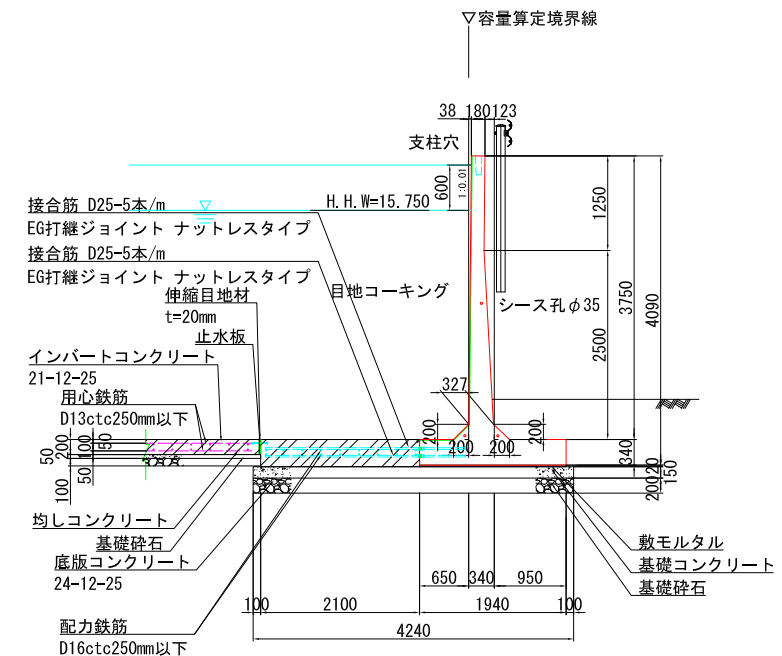 ▽容量算定境界線
38 180 123
支柱穴
600
1:0.01
1250
接合筋 D25-5本/m
H.H.W=15.750
EG打継ジョイント ナットレスタイプ
接合筋 D25-5本/m
EG打継ジョイント ナットレスタイプ
目地コーキング
シース孔φ35
3750
4090
伸縮目地材
t=20mm
止水板
2500
インバートコンクリート
21-12-25
327
用心鉄筋
D13ctc250mm以下
200
200
200
200
50
200
100
50
50
100
340
20
150
200
均しコンクリート
基礎砕石
底版コンクリート
24-12-25
敷モルタル
基礎コンクリート
基礎砕石
650 340 950
100 2100 1940 100
配力鉄筋
D16ctc250mm以下
4240